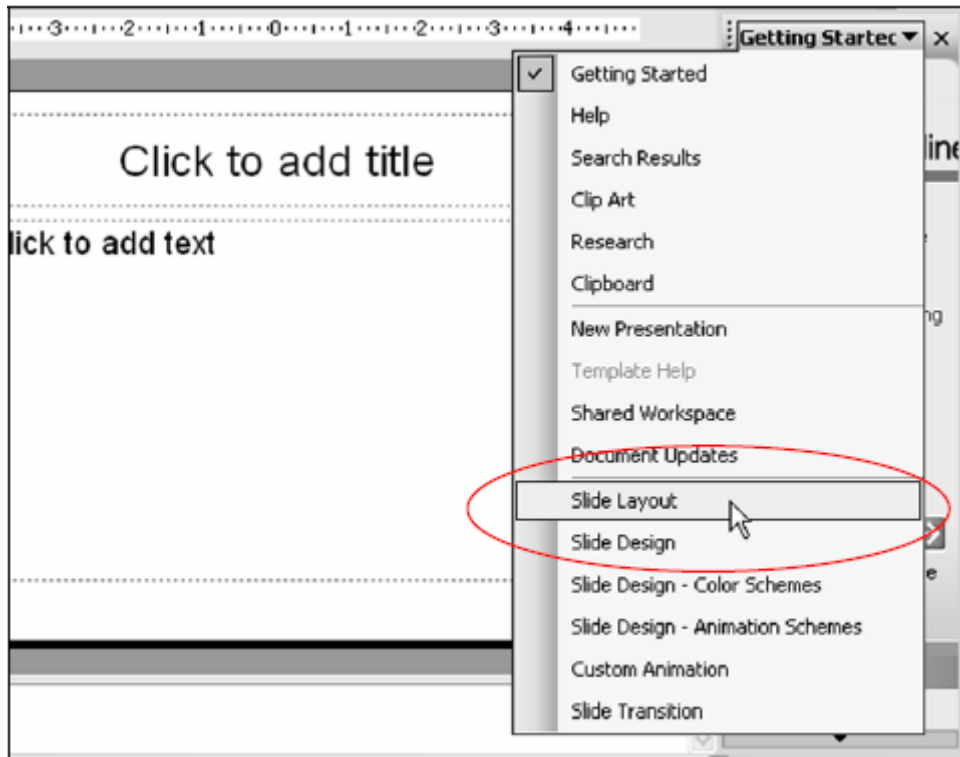 3 2 1 0 1 2 3 4
Getting Startec
Getting Started
Help
Search Results
Clip Art
Research
Clipboard
New Presentation
Template Help
Shared Workspace
Document Updates
Slide Layout
Slide Design
Slide Design - Color Schemes
Slide Design - Animation Schemes
Custom Animation
Slide Transition
Click to add title
lick to add text
line
ng
e